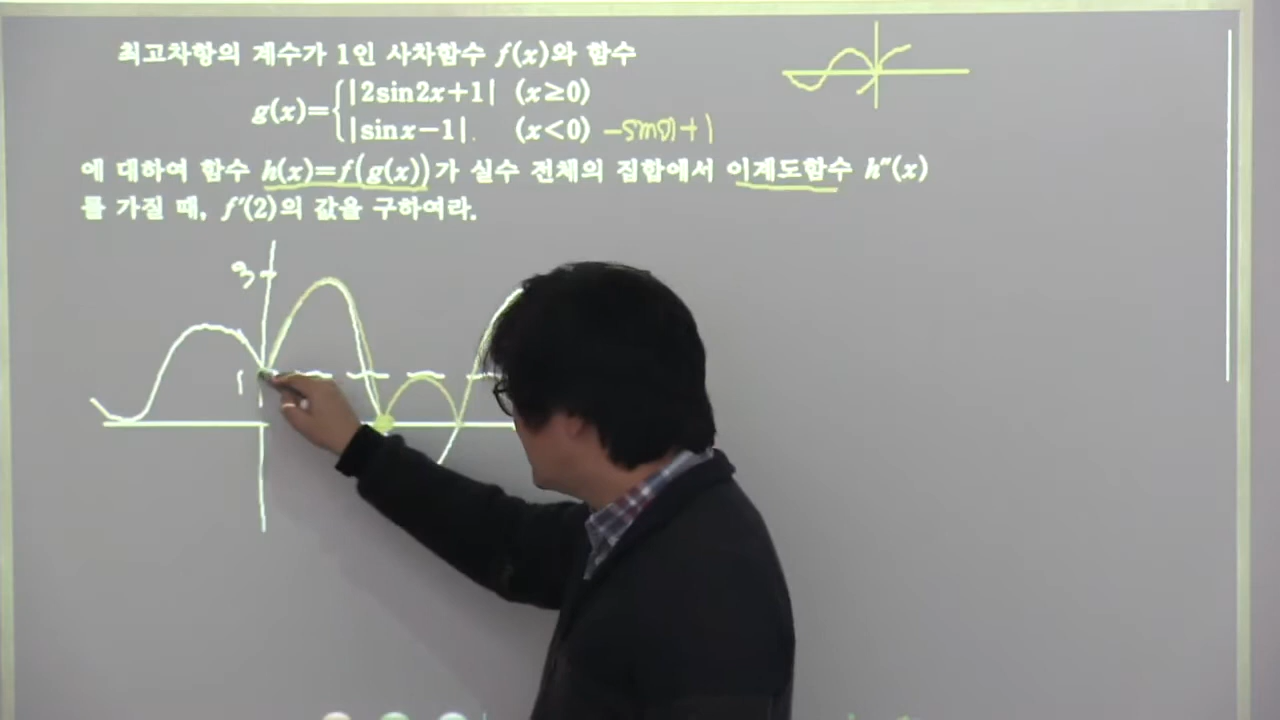 최고차항의 계수가 1인 사차함수 f(x)와 함수
g(x)={|2sin2x+1| (x≥0)
|sinx-1| (x<0) -sinx+1
에 대하여 함수 h(x)=f(g(x))가 실수 전체의 집합에서 이계도함수 h″(x)
를 가질 때, f′(2)의 값을 구하여라.
3
1